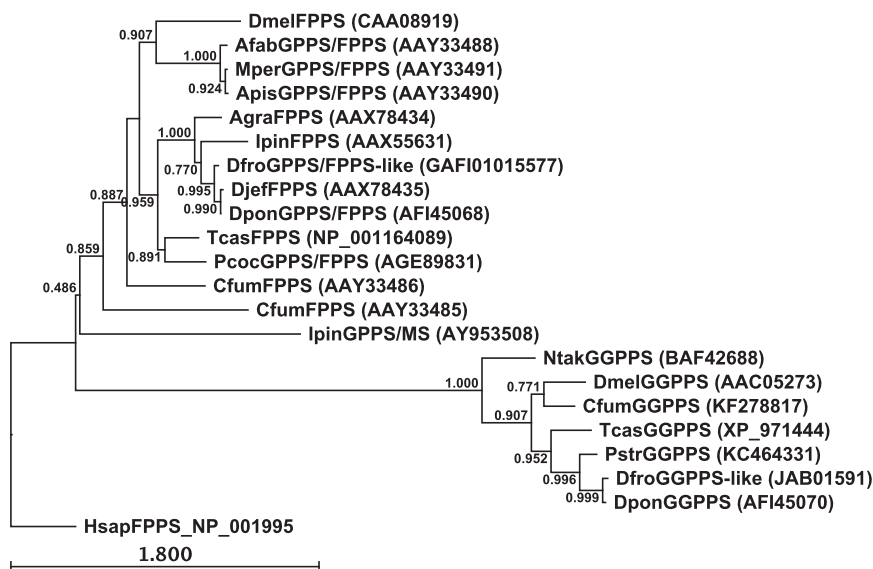 DmelFPPS (CAA08919)
0.907
AfabGPPS/FPPS (AAY33488)
1.000
MperGPPS/FPPS (AAY33491)
0.924
ApisGPPS/FPPS (AAY33490)
AgraFPPS (AAX78434)
1.000
IpinFPPS (AAX55631)
0.770
DfroGPPS/FPPS-like (GAFI01015577)
0.995
DjefFPPS (AAX78435)
0.887
0.959
0.990
DponGPPS/FPPS (AFI45068)
TcasFPPS (NP_001164089)
0.859
0.891
PcocGPPS/FPPS (AGE89831)
0.486
CfumFPPS (AAY33486)
CfumFPPS (AAY33485)
IpinGPPS/MS (AY953508)
NtakGGPPS (BAF42688)
1.000
0.771
DmelGGPPS (AAC05273)
CfumGGPPS (KF278817)
0.907
TcasGGPPS (XP_971444)
0.952
PstrGGPPS (KC464331)
0.996
DfroGGPPS-like (JAB01591)
0.999
DponGGPPS (AFI45070)
HsapFPPS_NP_001995
1.800